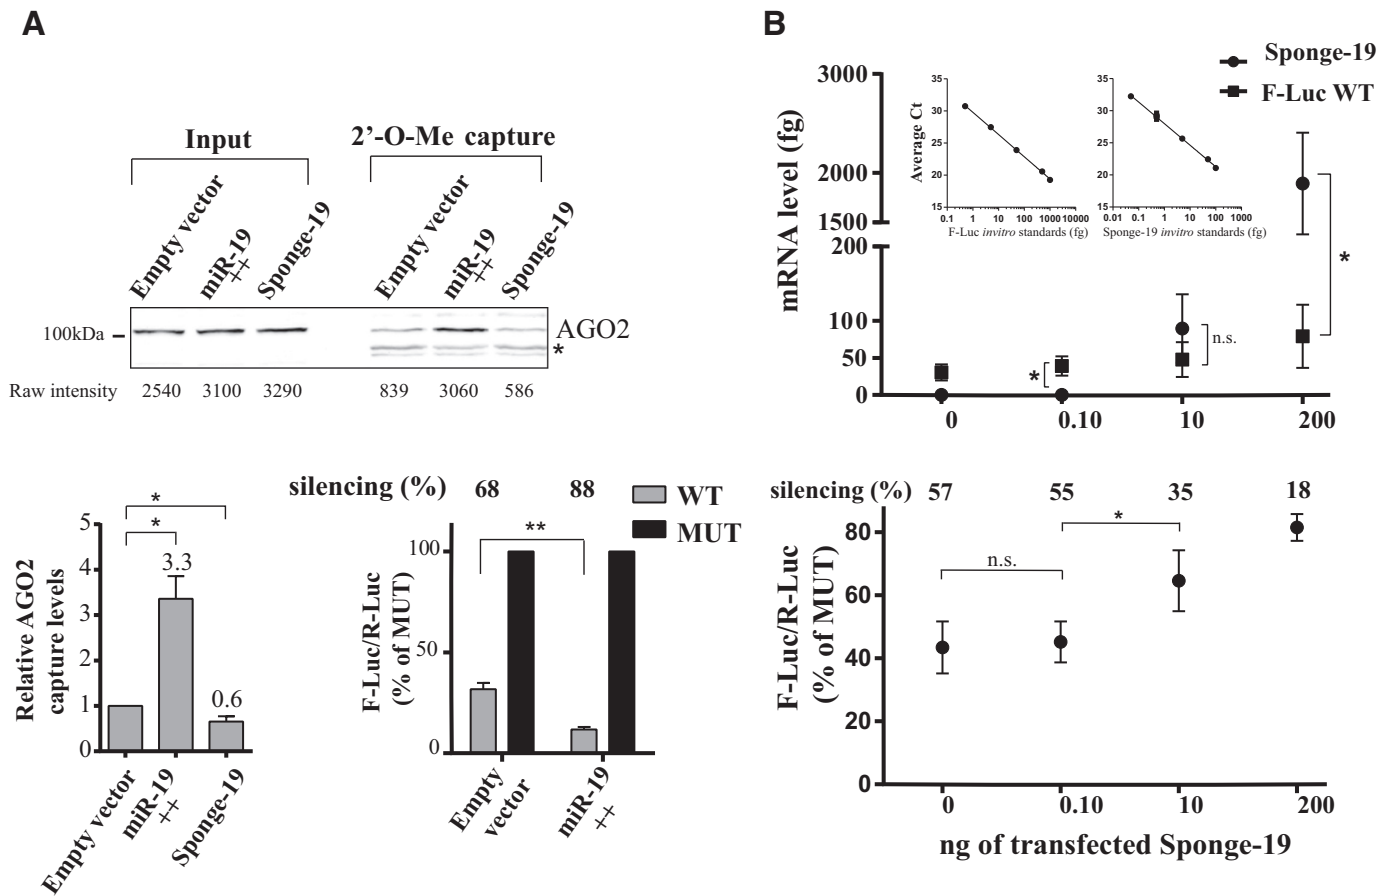 A
Input
2'-O-Me capture
Empty vector
miR-19
++
Sponge-19
Empty vector
miR-19
++
Sponge-19
100kDa
AGO2
*
Raw intensity 2540 3100 3290 839 3060 586
Relative AGO2
capture levels
5
4
3
2
1
0
*
*
3.3
0.6
Empty vector
miR-19
++
Sponge-19
silencing (%) 68 88
WT
MUT
**
F-Luc/R-Luc
(% of MUT)
100
50
0
Empty
vector
miR-19
++
B
Sponge-19
F-Luc WT
mRNA level (fg)
3000
2000
1500
200
100
50
0
Average Ct
35
30
25
20
15
0.1 1 10 100 1000 10000
F-Luc invitro standards (fg)
35
30
25
20
15
0.01 0.1 1 10 100 1000
Sponge-19 invitro standards (fg)
*
n.s.
*
0 0.10 10 200
silencing (%) 57 55 35 18
F-Luc/R-Luc
(% of MUT)
80
60
40
20
0
n.s.
*
0 0.10 10 200
ng of transfected Sponge-19